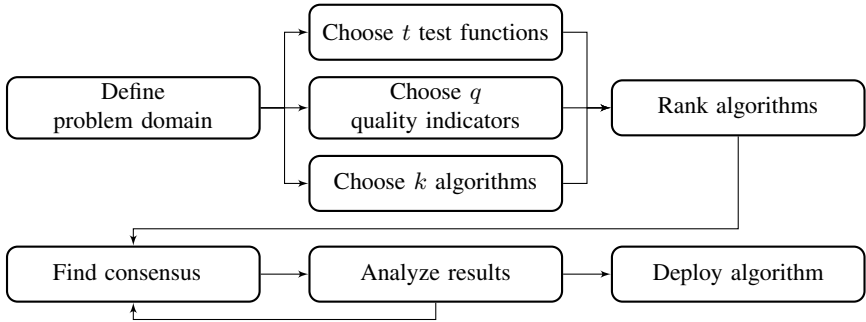 Choose t test functions
Define
problem domain
Choose q
quality indicators
Rank algorithms
Choose k algorithms
Find consensus
Analyze results
Deploy algorithm